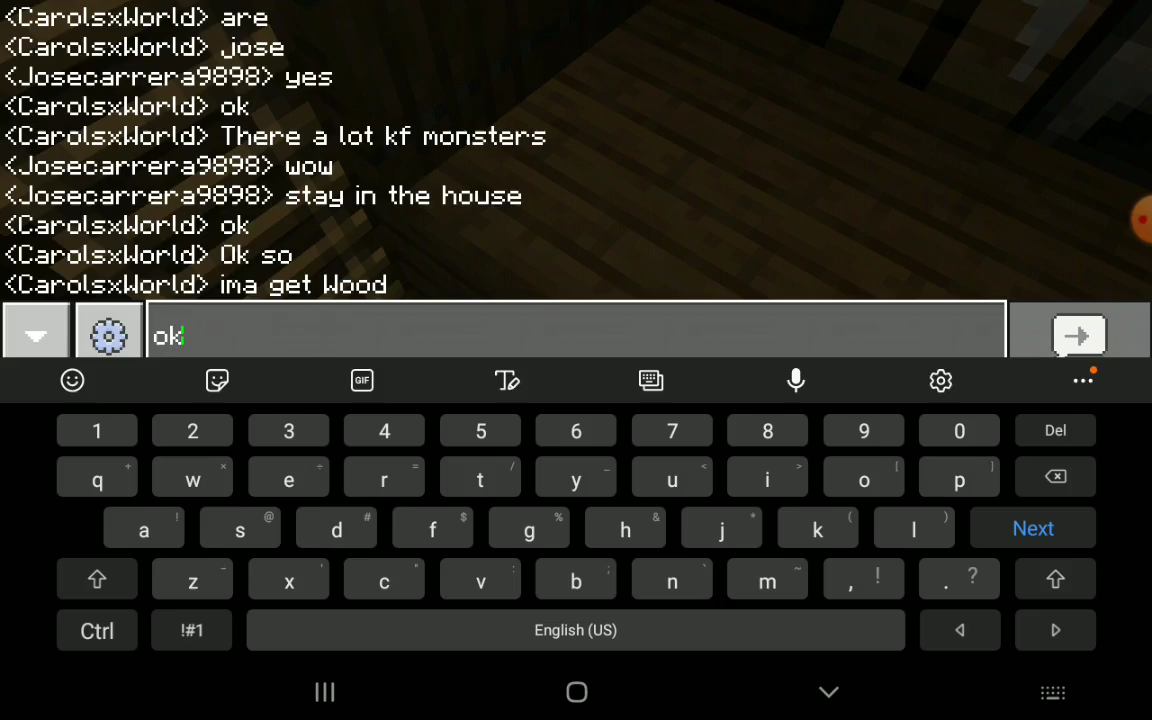 <CarolsxWorld> are
<CarolsxWorld> jose
<Josecarrera9898> yes
<CarolsxWorld> ok
<CarolsxWorld> There a lot kf monsters
<Josecarrera9898> wow
<Josecarrera9898> stay in the house
<CarolsxWorld> ok
<CarolsxWorld> Ok so
<CarolsxWorld> ima get Wood
ok
GIF
1 2 3 4 5 6 7 8 9 0 Del
q + w × e ÷ r = t / y _ u < i > o [ p ]
a ! s @ d # f $ g % h & j * k ( l ) Next
z - x ' c " v : b ; n ` m ~ , ! . ?
Ctrl !#1 English (US)